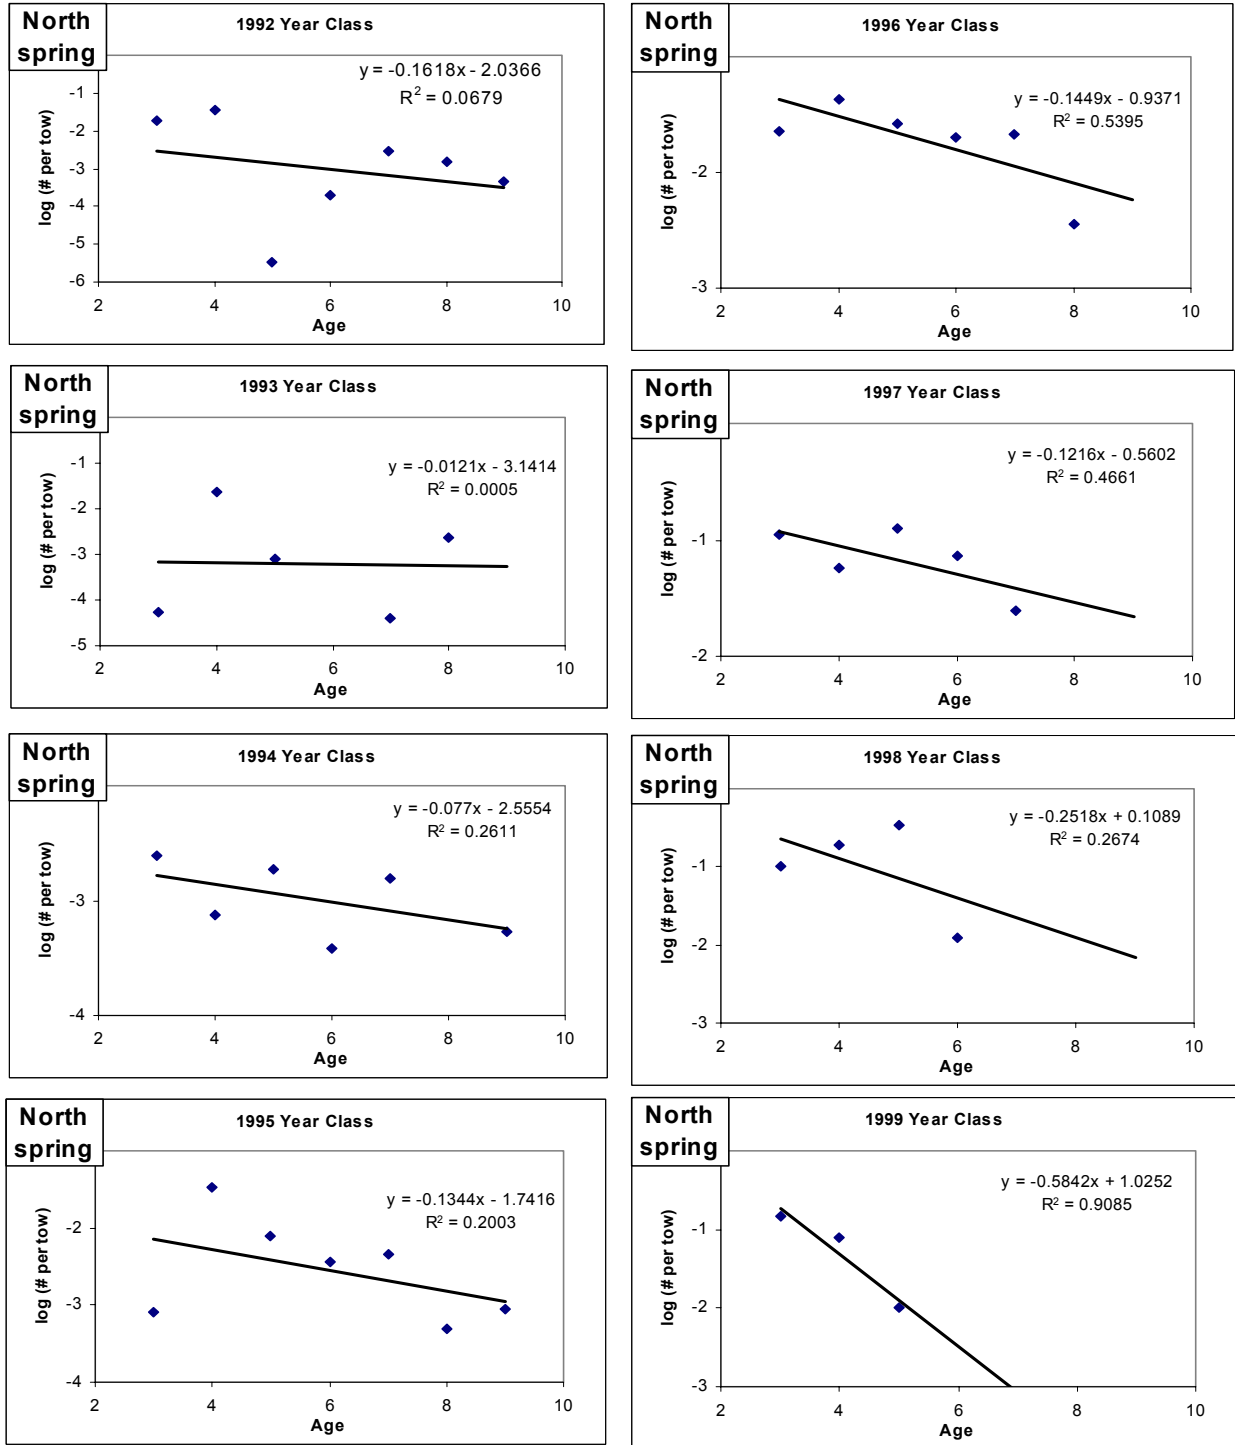 North
spring
1992 Year Class
y = -0.1618x - 2.0366
R² = 0.0679
log (# per tow)
-1
-2
-3
-4
-5
-6
2 4 6 8 10
Age
North
spring
1996 Year Class
y = -0.1449x - 0.9371
R² = 0.5395
log (# per tow)
-2
-3
2 4 6 8 10
Age
North
spring
1993 Year Class
y = -0.0121x - 3.1414
R² = 0.0005
log (# per tow)
-1
-2
-3
-4
-5
2 4 6 8 10
Age
North
spring
1997 Year Class
y = -0.1216x - 0.5602
R² = 0.4661
log (# per tow)
-1
-2
2 4 6 8 10
Age
North
spring
1994 Year Class
y = -0.077x - 2.5554
R² = 0.2611
log (# per tow)
-3
-4
2 4 6 8 10
Age
North
spring
1998 Year Class
y = -0.2518x + 0.1089
R² = 0.2674
log (# per tow)
-1
-2
-3
2 4 6 8 10
Age
North
spring
1995 Year Class
y = -0.1344x - 1.7416
R² = 0.2003
log (# per tow)
-2
-3
-4
2 4 6 8 10
Age
North
spring
1999 Year Class
y = -0.5842x + 1.0252
R² = 0.9085
log (# per tow)
-1
-2
-3
2 4 6 8 10
Age